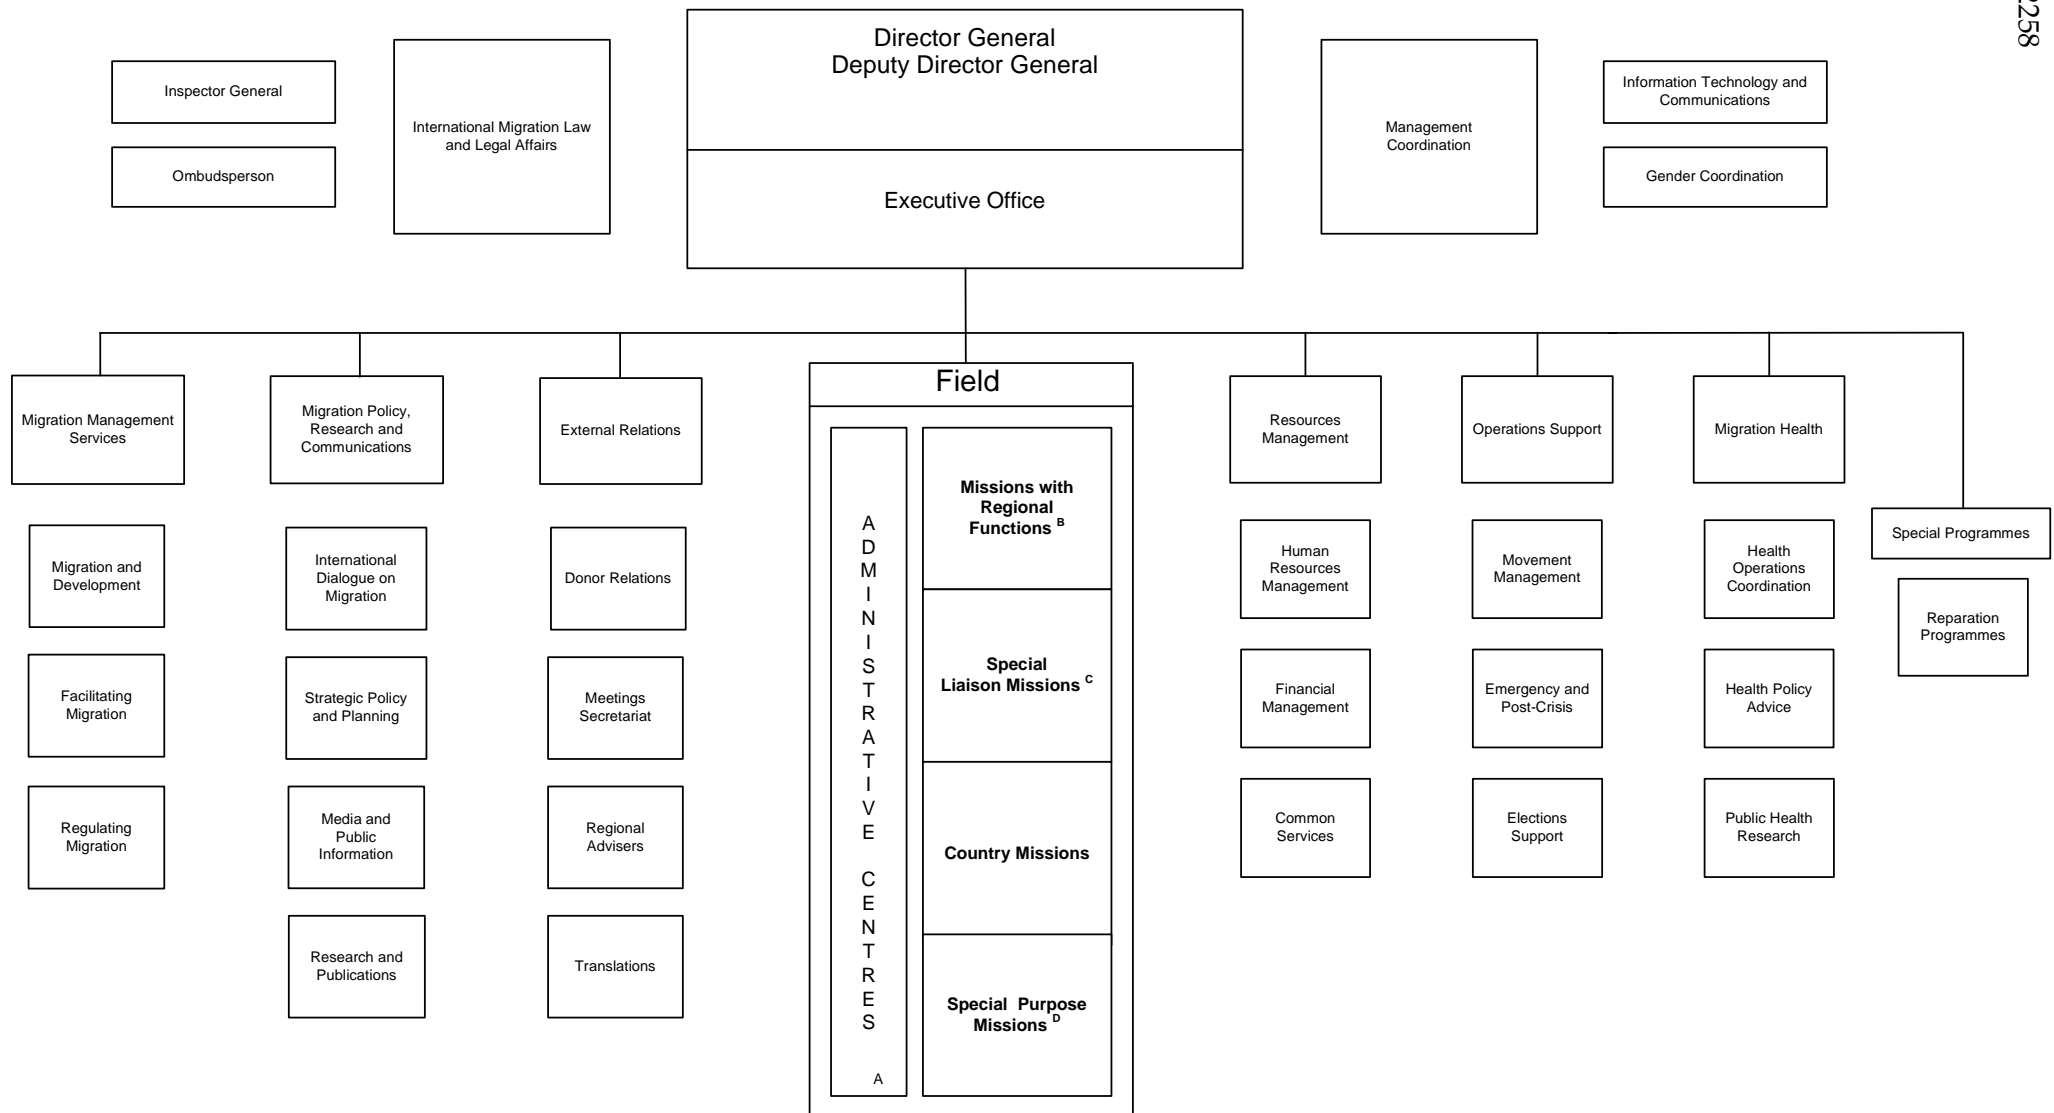 2258
Director General
Deputy Director General
Executive Office
Inspector General
Ombudsperson
International Migration Law
and Legal Affairs
Management
Coordination
Information Technology and
Communications
Gender Coordination
Migration Management
Services
Migration and
Development
Facilitating
Migration
Regulating
Migration
Migration Policy,
Research and
Communications
International
Dialogue on
Migration
Strategic Policy
and Planning
Media and
Public
Information
Research and
Publications
External Relations
Donor Relations
Meetings
Secretariat
Regional
Advisers
Translations
Field
ADMINISTRATIVE CENTRES A
Missions with
Regional
Functions B
Special
Liaison Missions C
Country Missions
Special Purpose
Missions D
Resources
Management
Human
Resources
Management
Financial
Management
Common
Services
Operations Support
Movement
Management
Emergency and
Post-Crisis
Elections
Support
Migration Health
Health
Operations
Coordination
Health Policy
Advice
Public Health
Research
Special Programmes
Reparation
Programmes